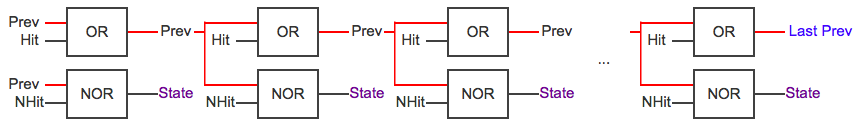 Prev OR Prev OR Prev OR Prev OR Last Prev
Hit Hit Hit Hit
...
Prev NOR State NOR State NOR State NOR State
NHit NHit NHit NHit